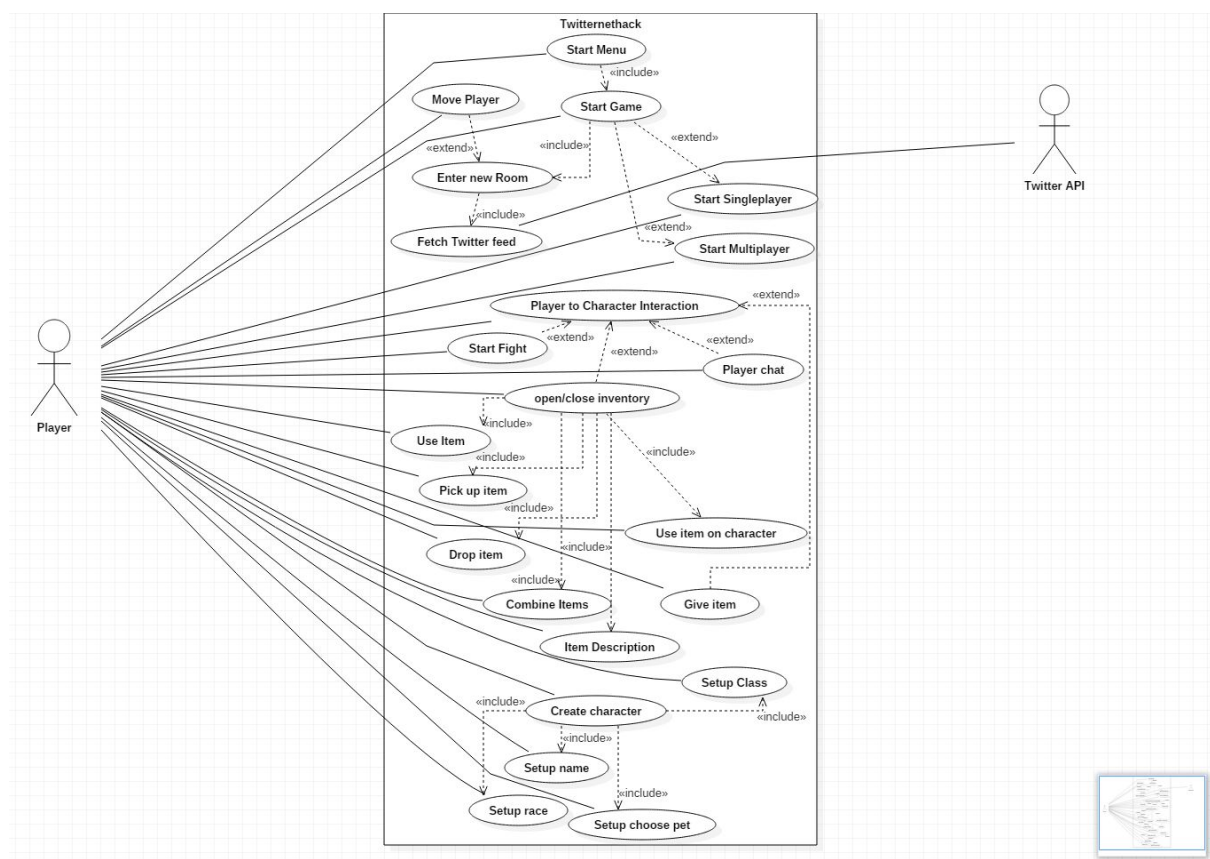 Twitternethack
Start Menu
«include»
Move Player
Start Game
«extend»
«include»
«extend»
Enter new Room
Twitter API
Start Singleplayer
«include»
«extend»
Fetch Twitter feed
Start Multiplayer
«extend»
Player to Character Interaction
«extend»
«extend»
Start Fight
«extend»
Player chat
open/close inventory
Player
«include»
Use Item
«include»
«include»
Pick up item
«include»
Use item on character
«include»
Drop item
«include»
Combine Items
Give item
Item Description
Setup Class
«include»
Create character
«include»
«include»
Setup name
«include»
Setup race
Setup choose pet